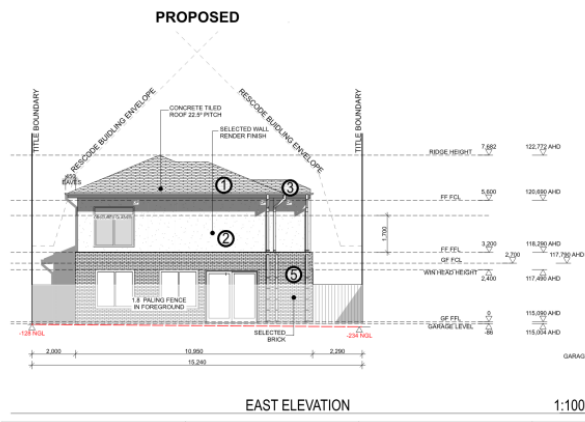 PROPOSED
TITLE BOUNDARY
RESCODE BUIDLING ENVELOPE
RESCODE BUIDLING ENVELOPE
TITLE BOUNDARY
CONCRETE TILED
ROOF 22.5° PITCH
SELECTED WALL
RENDER FINISH
RIDGE HEIGHT 7,682 122,772 AHD
450
EAVES
1
3
FF FCL 5,600 120,690 AHD
2
1,700
FF FFL 3,200 118,290 AHD
GF FCL 2,700 117,790 AHD
5
WIN HEAD HEIGHT 2,400 117,490 AHD
1.8 PALING FENCE
IN FOREGROUND
GF FFL 0 115,090 AHD
GARAGE LEVEL -86 115,004 AHD
-125 NGL
SELECTED
BRICK
-234 NGL
2,000 10,950 2,290
15,240
GARAG
EAST ELEVATION 1:100